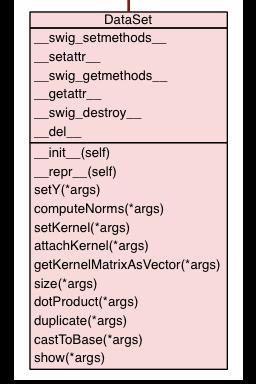 DataSet
__swig_setmethods__
__setattr__
__swig_getmethods__
__getattr__
__swig_destroy__
__del__
__init__(self)
__repr__(self)
setY(*args)
computeNorms(*args)
setKernel(*args)
attachKernel(*args)
getKernelMatrixAsVector(*args)
size(*args)
dotProduct(*args)
duplicate(*args)
castToBase(*args)
show(*args)